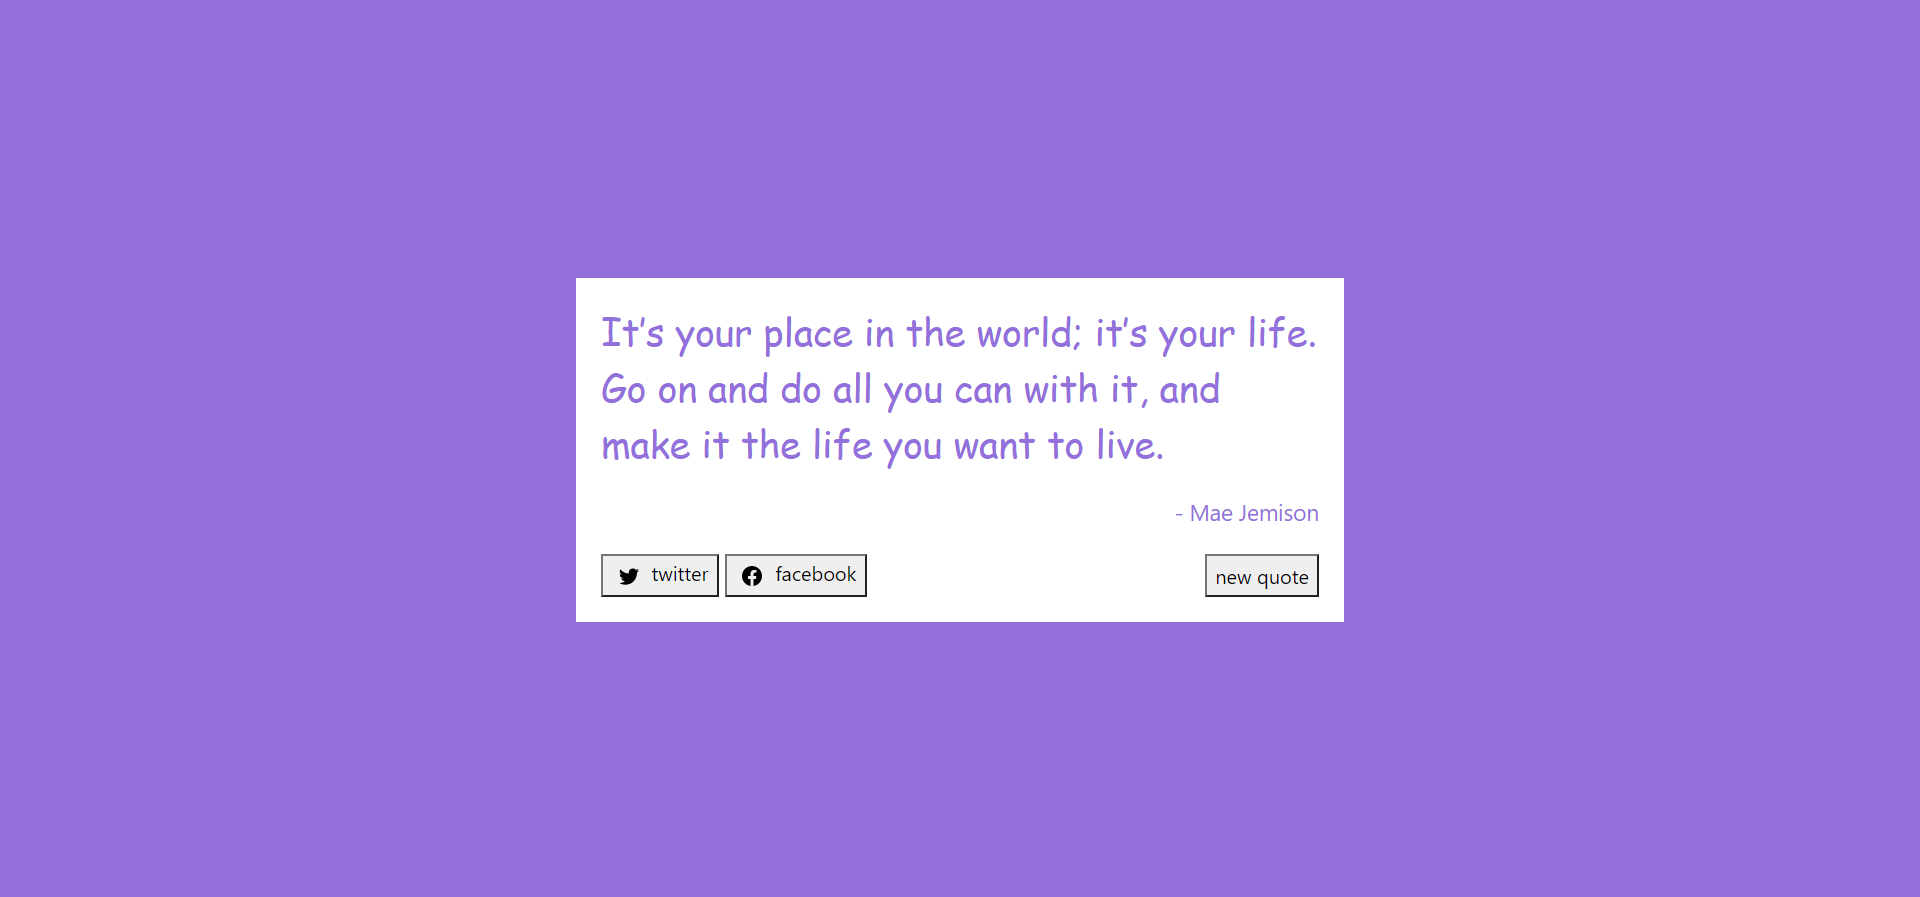 It's your place in the world; it's your life.
Go on and do all you can with it, and
make it the life you want to live.
- Mae Jemison
twitter
facebook
new quote